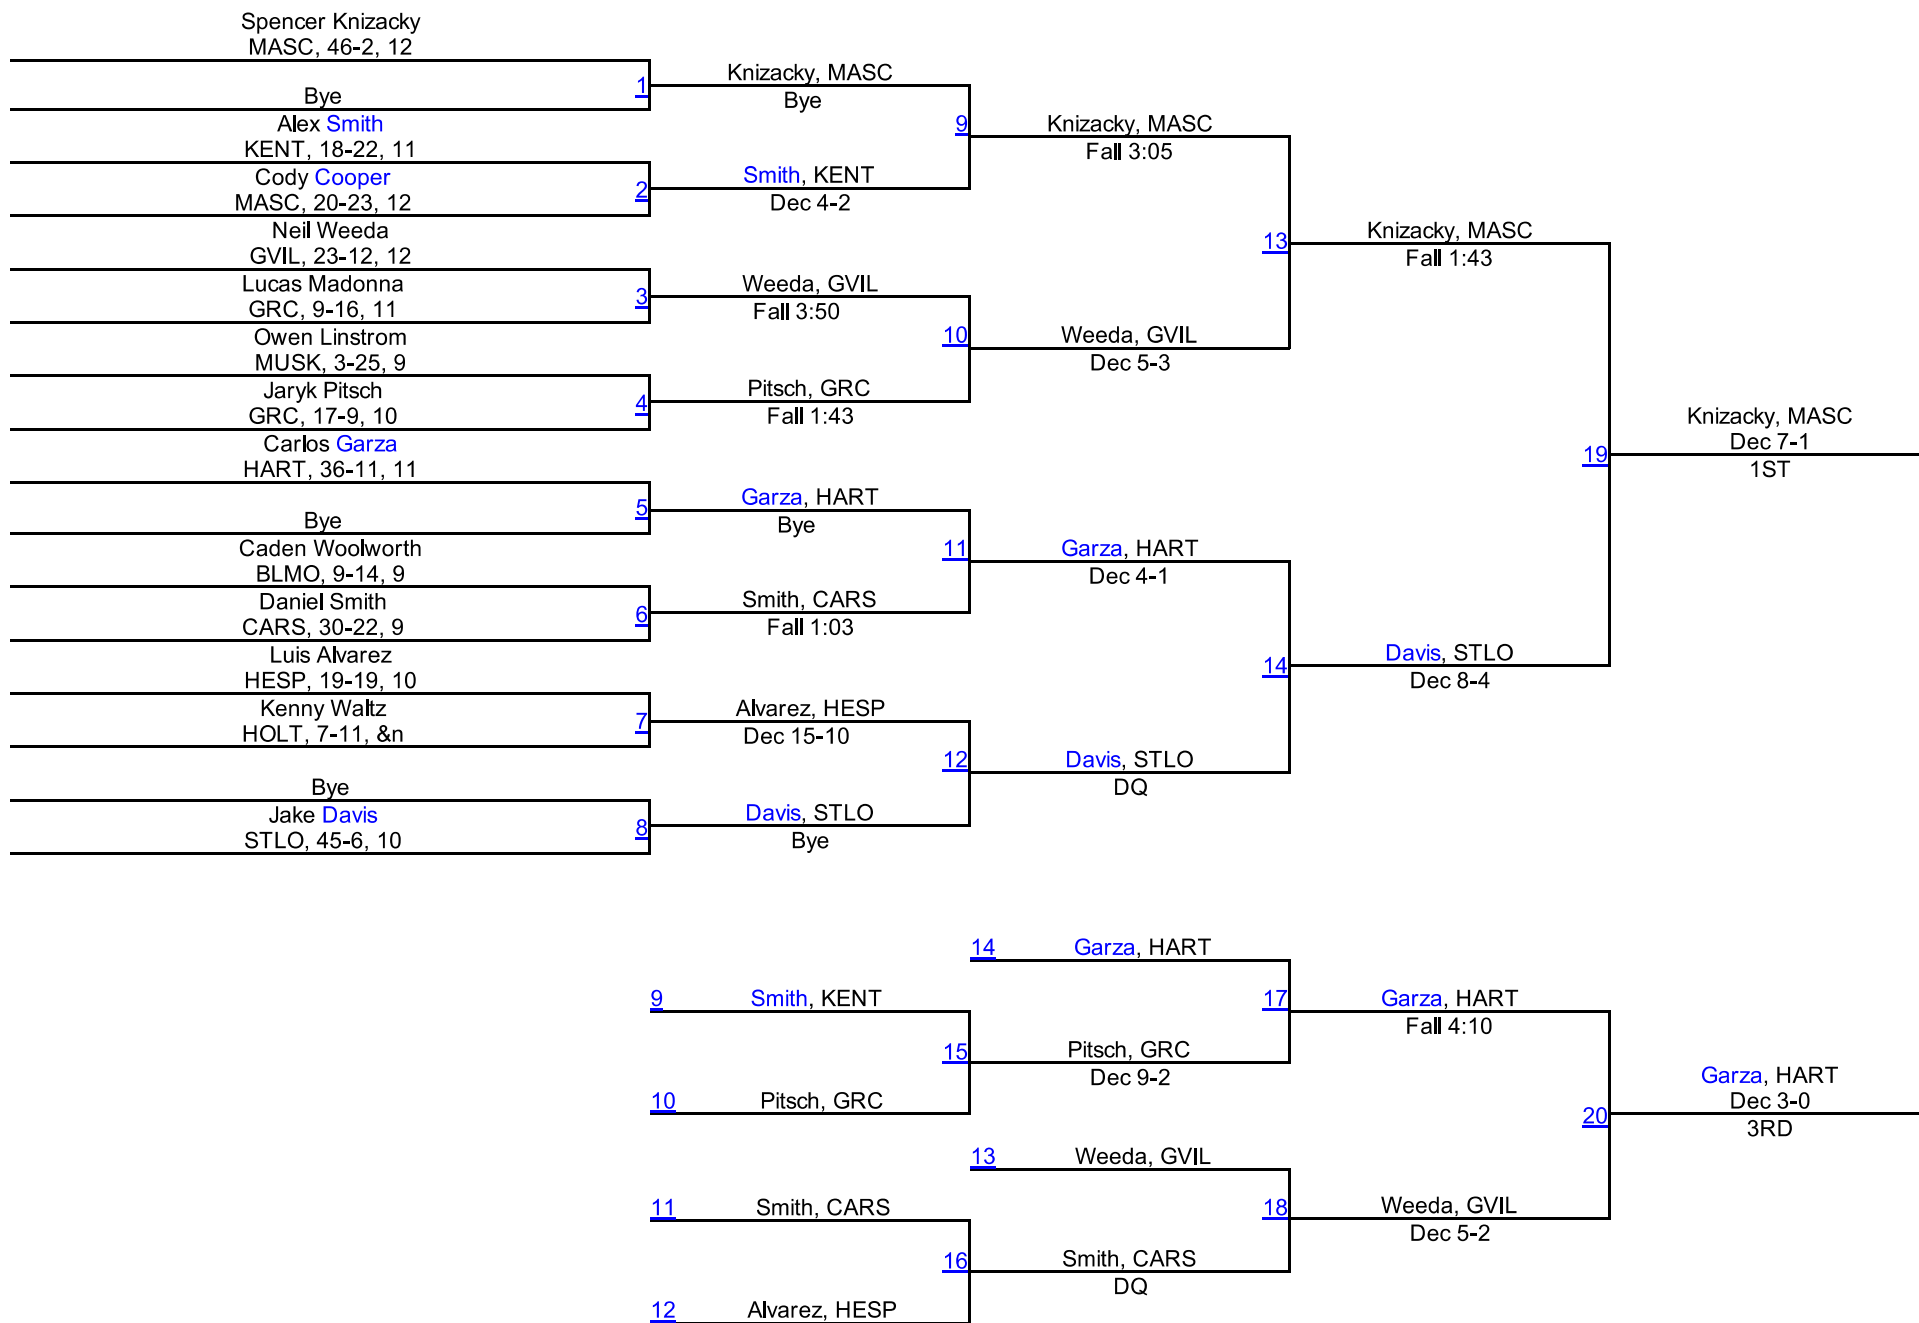 Spencer Knizacky
MASC, 46-2, 12
Bye
1
Alex Smith
KENT, 18-22, 11
Cody Cooper
MASC, 20-23, 12
2
Neil Weeda
GVIL, 23-12, 12
Lucas Madonna
GRC, 9-16, 11
3
Owen Linstrom
MUSK, 3-25, 9
Jaryk Pitsch
GRC, 17-9, 10
4
Carlos Garza
HART, 36-11, 11
Bye
5
Caden Woolworth
BLMO, 9-14, 9
Daniel Smith
CARS, 30-22, 9
6
Luis Alvarez
HESP, 19-19, 10
Kenny Waltz
HOLT, 7-11, &n
7
Bye
Jake Davis
STLO, 45-6, 10
8
Knizacky, MASC
Bye
9
Smith, KENT
Dec 4-2
Weeda, GVIL
Fall 3:50
10
Pitsch, GRC
Fall 1:43
Garza, HART
Bye
11
Smith, CARS
Fall 1:03
Alvarez, HESP
Dec 15-10
12
Davis, STLO
Bye
Knizacky, MASC
Fall 3:05
13
Weeda, GVIL
Dec 5-3
Garza, HART
Dec 4-1
14
Davis, STLO
DQ
Knizacky, MASC
Fall 1:43
19
Davis, STLO
Dec 8-4
Knizacky, MASC
Dec 7-1
1ST
14
Garza, HART
9
Smith, KENT
15
10
Pitsch, GRC
Pitsch, GRC
Dec 9-2
17
Garza, HART
Fall 4:10
13
Weeda, GVIL
11
Smith, CARS
16
12
Alvarez, HESP
Smith, CARS
DQ
18
Weeda, GVIL
Dec 5-2
20
Garza, HART
Dec 3-0
3RD